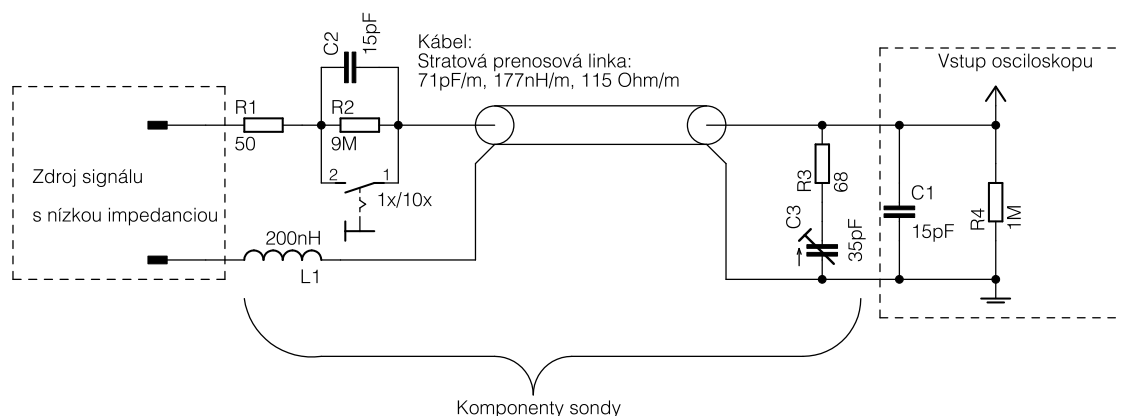 Kábel:
Stratová prenosová linka:
71pF/m, 177nH/m, 115 Ohm/m
Vstup osciloskopu
C2
15pF
R1
50
R2
9M
2
1
1x/10x
Zdroj signálu
s nízkou impedanciou
200nH
L1
R3
68
C3
35pF
C1
15pF
R4
1M
Komponenty sondy